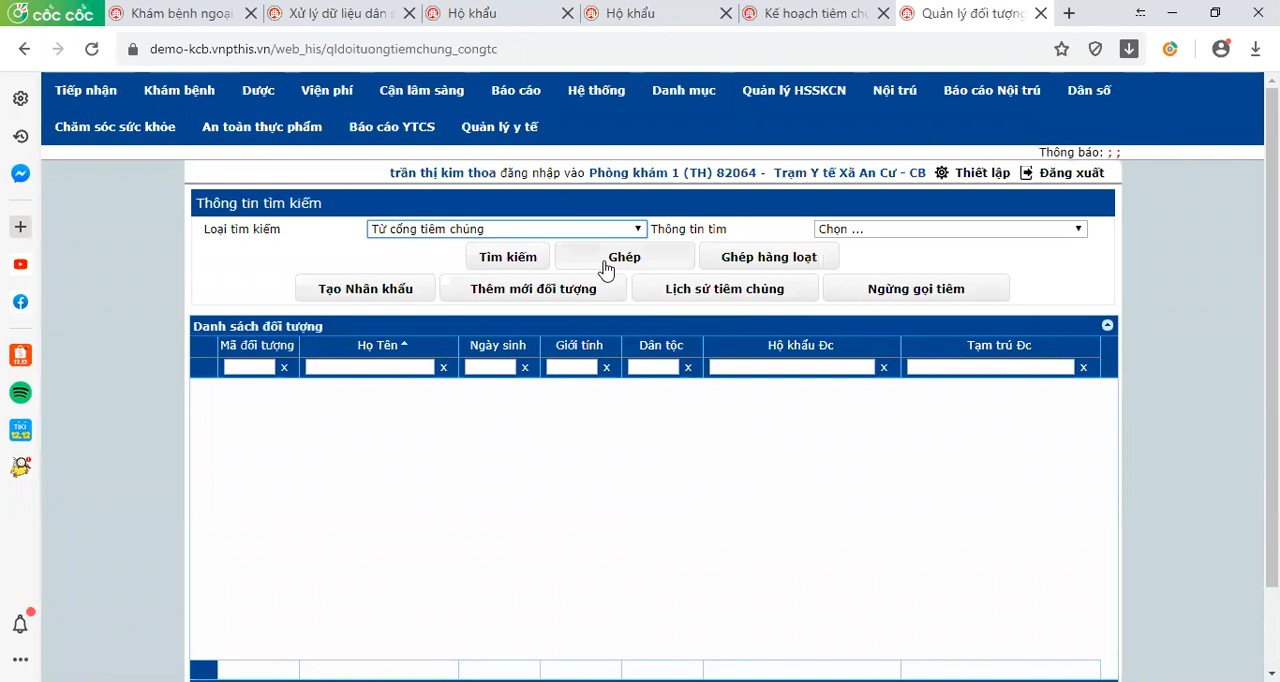 cốc cốc
Khám bệnh ngoại
Xử lý dữ liệu dân s
Hộ khẩu
Hộ khẩu
Kế hoạch tiêm ch
Quản lý đối tượng
demo-kcb.vnpthis.vn/web_his/qldoituongtiemchung_congtc
Tiếp nhận Khám bệnh Dược Viện phí Cận lâm sàng Báo cáo Hệ thống Danh mục Quản lý HSSKCN Nội trú Báo cáo Nội trú Dân số
Chăm sóc sức khỏe An toàn thực phẩm Báo cáo YTCS Quản lý y tế
Thông báo: ; ;
trần thị kim thoa đăng nhập vào Phòng khám 1 (TH) 82064 - Trạm Y tế Xã An Cư - CB Thiết lập Đăng xuất
Thông tin tìm kiếm
Loại tìm kiếm Từ cổng tiêm chủng Thông tin tìm Chọn ...
Tìm kiếm Ghép Ghép hàng loạt
Tạo Nhân khẩu Thêm mới đối tượng Lịch sử tiêm chủng Ngừng gọi tiêm
Danh sách đối tượng
Mã đối tượng Họ Tên Ngày sinh Giới tính Dân tộc Hộ khẩu Đc Tạm trú Đc
x x x x x x x